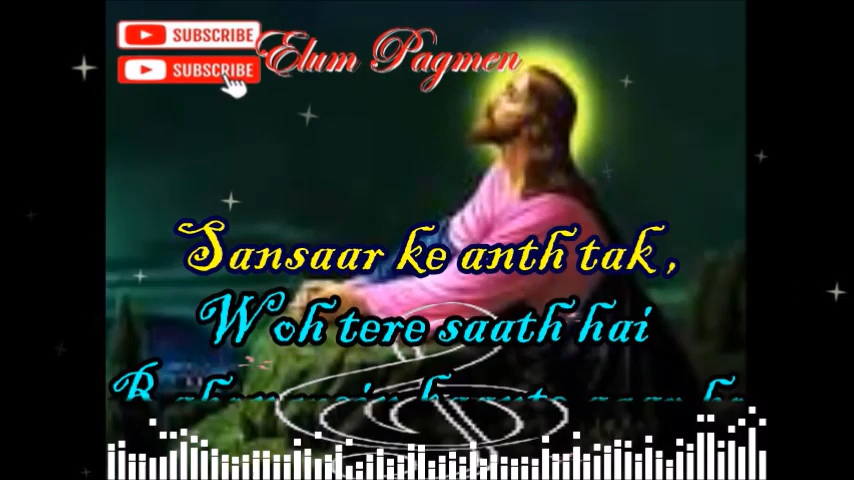 SUBSCRIBE
SUBSCRIBE
Elum Pagmen
Sansaar ke anth tak ,
Woh tere saath hai